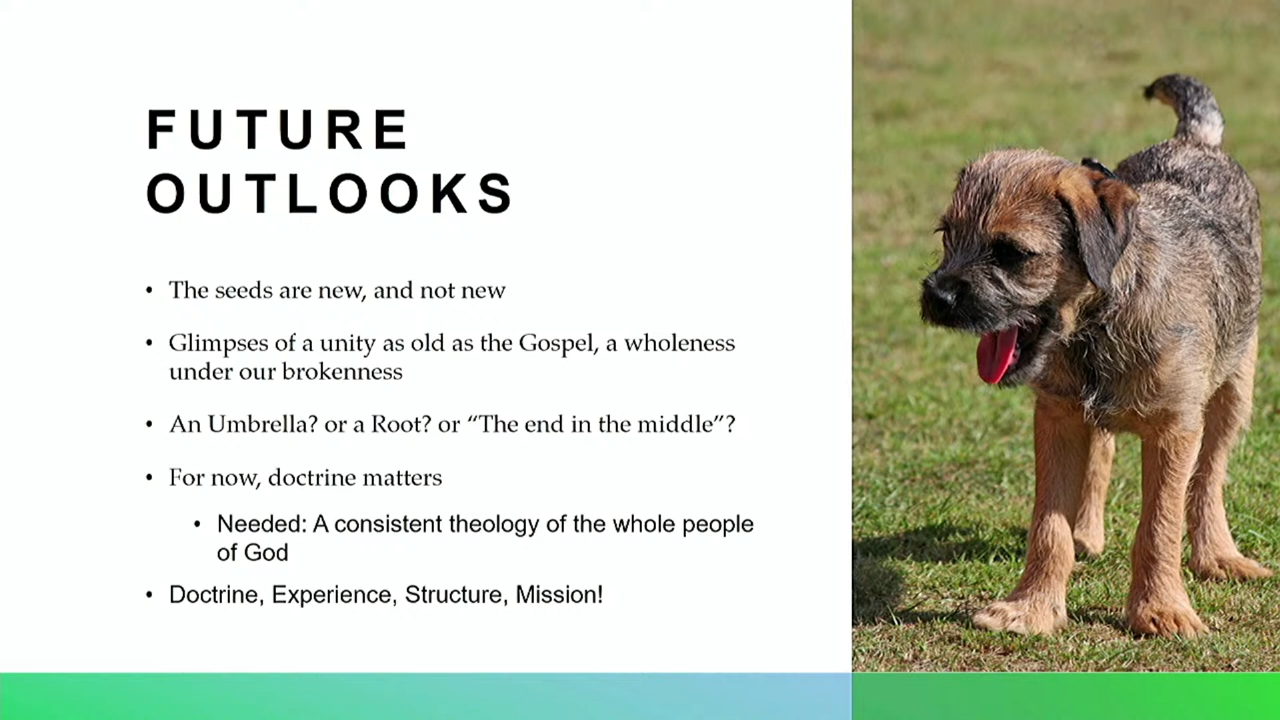 FUTURE
OUTLOOKS
• The seeds are new, and not new
• Glimpses of a unity as old as the Gospel, a wholeness
under our brokenness
• An Umbrella? or a Root? or “The end in the middle”?
• For now, doctrine matters
• Needed: A consistent theology of the whole people
of God
• Doctrine, Experience, Structure, Mission!